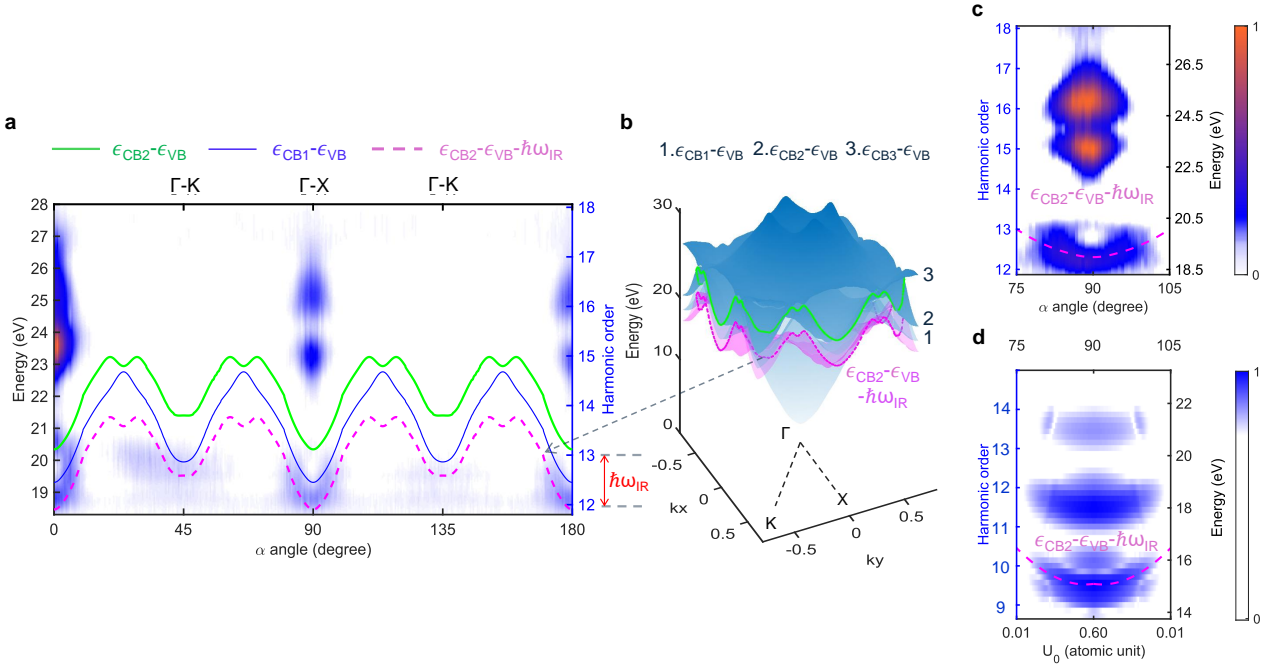 a
ϵCB2-ϵVB
ϵCB1-ϵVB
ϵCB2-ϵVB-ℏωIR
Γ-K
Γ-X
Γ-K
28
27
26
25
24
23
22
21
20
19
Energy (eV)
18
17
16
15
14
13
12
Harmonic order
ℏωIR
0
45
90
135
180
α angle (degree)
b
1.ϵCB1-ϵVB 2.ϵCB2-ϵVB 3.ϵCB3-ϵVB
30
20
10
0
Energy (eV)
3
2
1
ϵCB2-ϵVB
-ℏωIR
Γ
K
X
-0.5
0
0.5
kx
-0.5
0
0.5
ky
c
18
17
16
15
14
13
12
Harmonic order
ϵCB2-ϵVB-ℏωIR
26.5
24.5
22.5
20.5
18.5
Energy (eV)
75
90
105
α angle (degree)
1
0
d
75
90
105
14
13
12
11
10
9
Harmonic order
ϵCB2-ϵVB-ℏωIR
22
20
18
16
14
Energy (eV)
0.01
0.60
0.01
U0 (atomic unit)
1
0